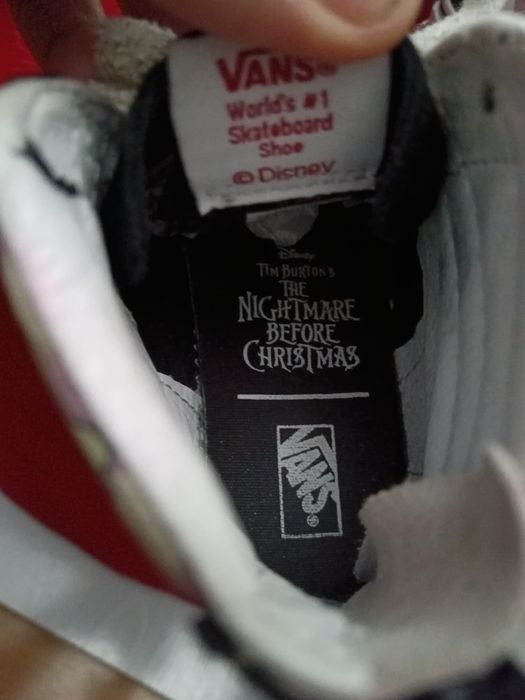 VANS®
World's #1
Skateboard
Shoe
© Disney
Disney
TIM BURTON'S
THE
NIGHTMARE
BEFORE
CHRISTMAS
VANS®